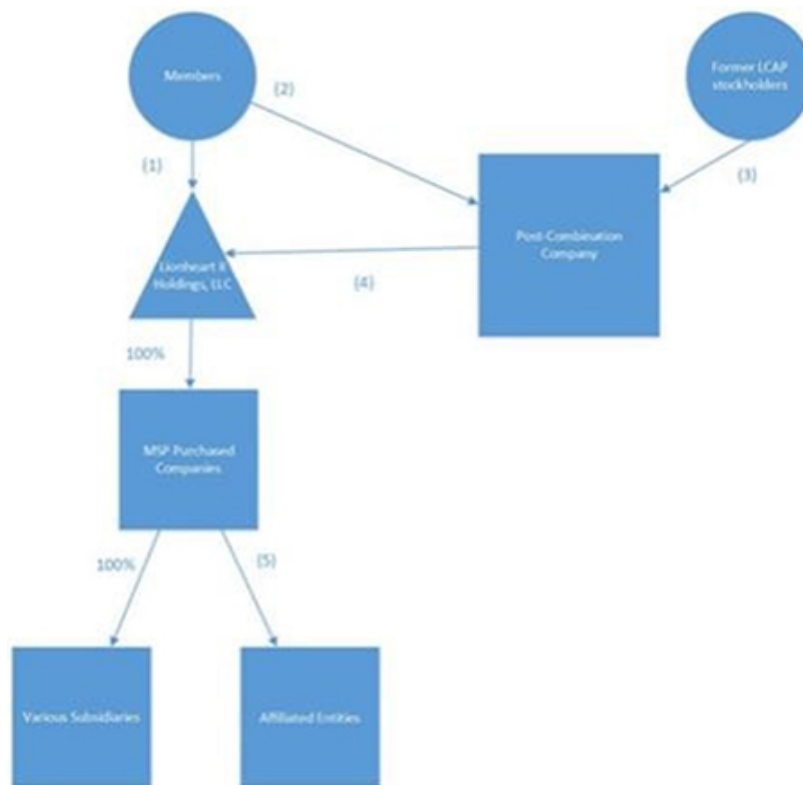 Members
Former LCAP
stockholders
(2)
(1)
(3)
Post-Combination
Company
Lionheart II
Holdings, LLC
(4)
100%
MSP Purchased
Companies
100%
(5)
Various Subsidiaries
Affiliated Entities